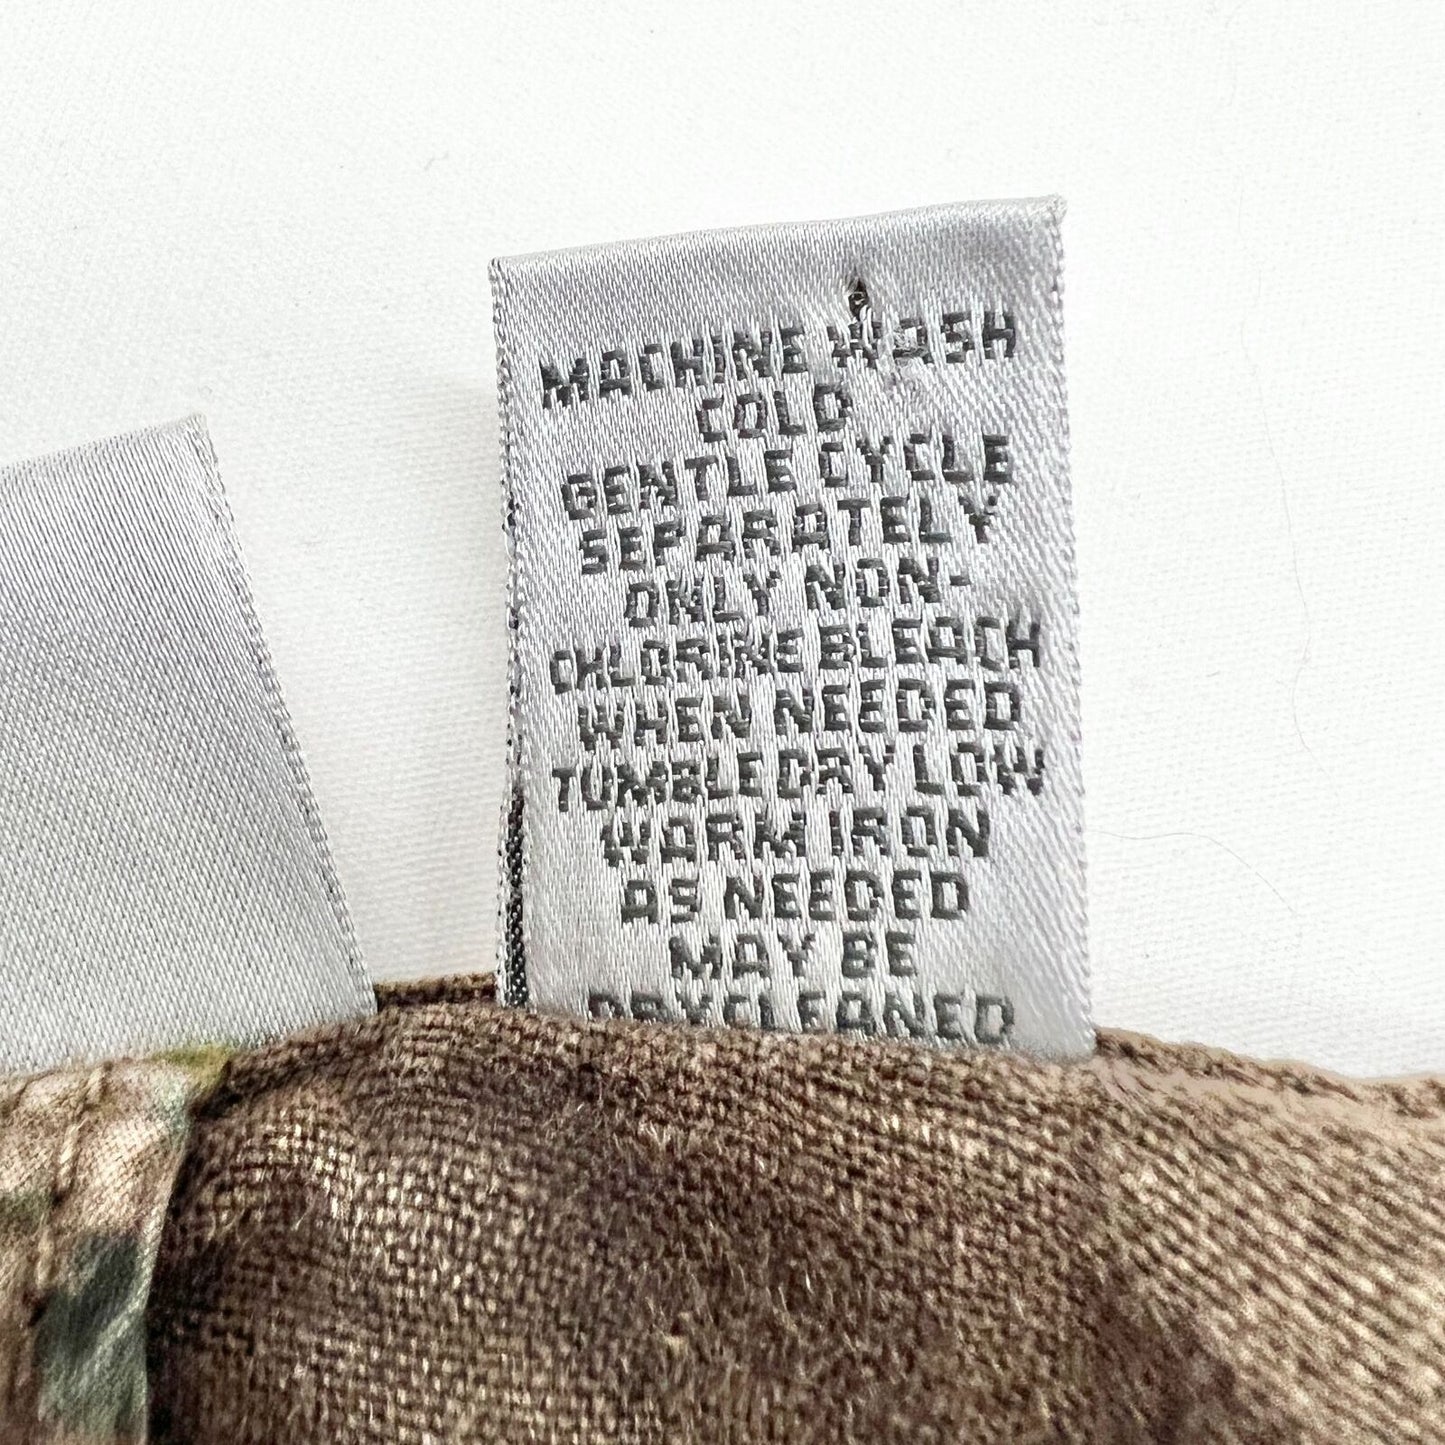 MACHINE WASH
COLD
GENTLE CYCLE
SEPARATELY
ONLY NON-
CHLORINE BLEACH
WHEN NEEDED
TUMBLE DRY LOW
WARM IRON
AS NEEDED
MAY BE
DRYCLEANED